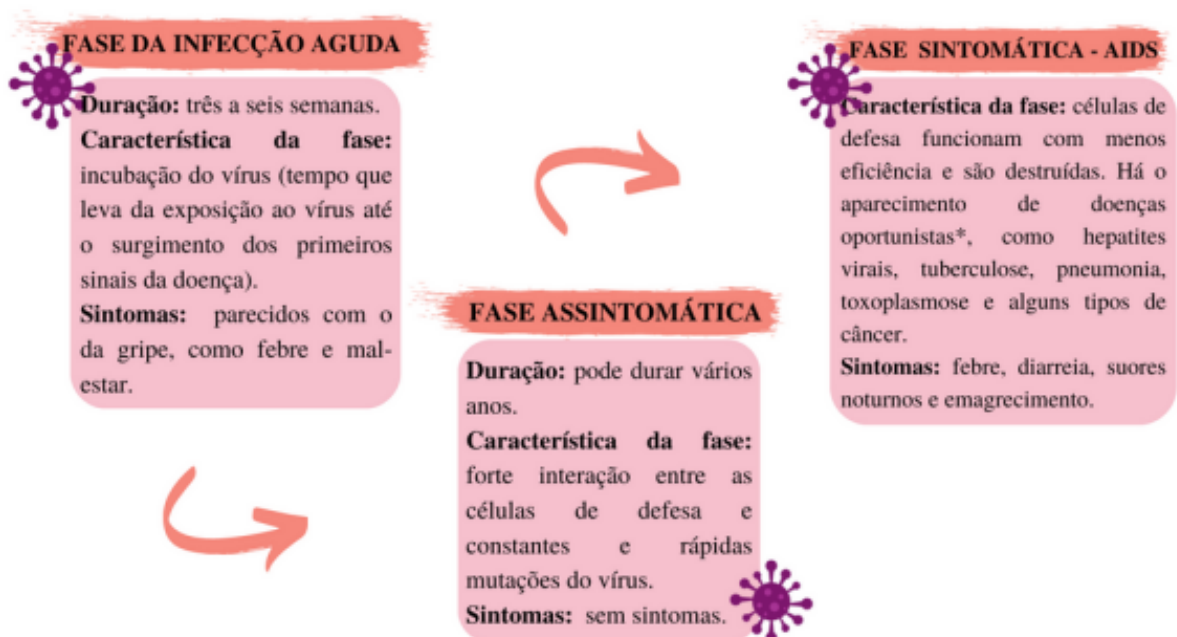 FASE DA INFECÇÃO AGUDA
Duração: três a seis semanas.
Característica da fase:
incubação do vírus (tempo que
leva da exposição ao vírus até
o surgimento dos primeiros
sinais da doença).
Sintomas: parecidos com o
da gripe, como febre e mal-
estar.
FASE ASSINTOMÁTICA
Duração: pode durar vários
anos.
Característica da fase:
forte interação entre as
células de defesa e
constantes e rápidas
mutações do vírus.
Sintomas: sem sintomas.
FASE SINTOMÁTICA - AIDS
Característica da fase: células de
defesa funcionam com menos
eficiência e são destruídas. Há o
aparecimento de doenças
oportunistas*, como hepatites
virais, tuberculose, pneumonia,
toxoplasmose e alguns tipos de
câncer.
Sintomas: febre, diarreia, suores
noturnos e emagrecimento.